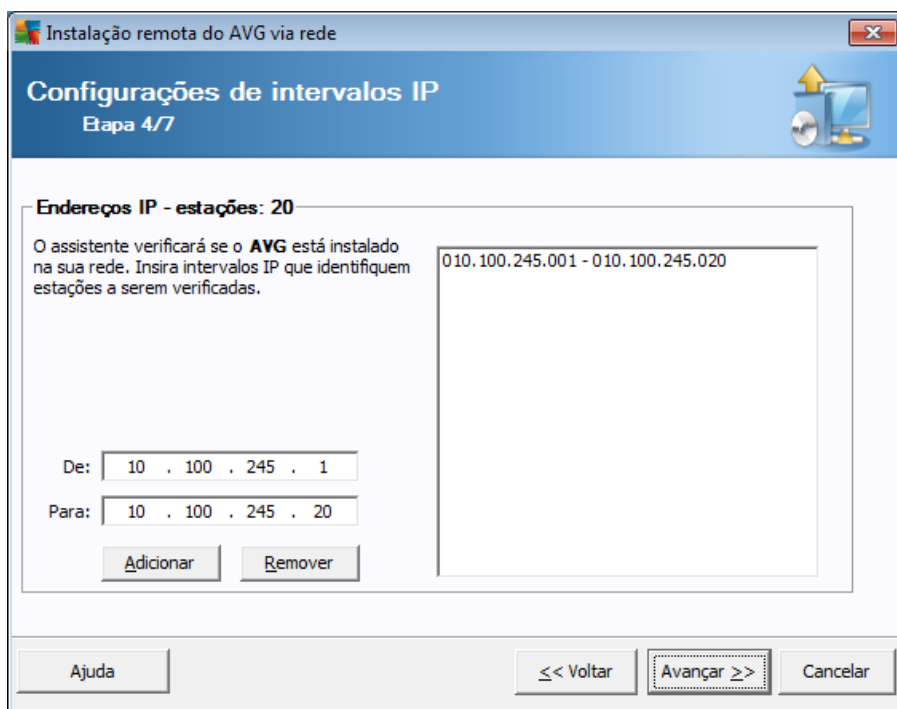 Instalação remota do AVG via rede
Configurações de intervalos IP
Etapa 4/7
Endereços IP - estações: 20
O assistente verificará se o AVG está instalado
na sua rede. Insira intervalos IP que identifiquem
estações a serem verificadas.
010.100.245.001 - 010.100.245.020
De: 10 . 100 . 245 . 1
Para: 10 . 100 . 245 . 20
Adicionar Remover
Ajuda << Voltar Avançar >> Cancelar